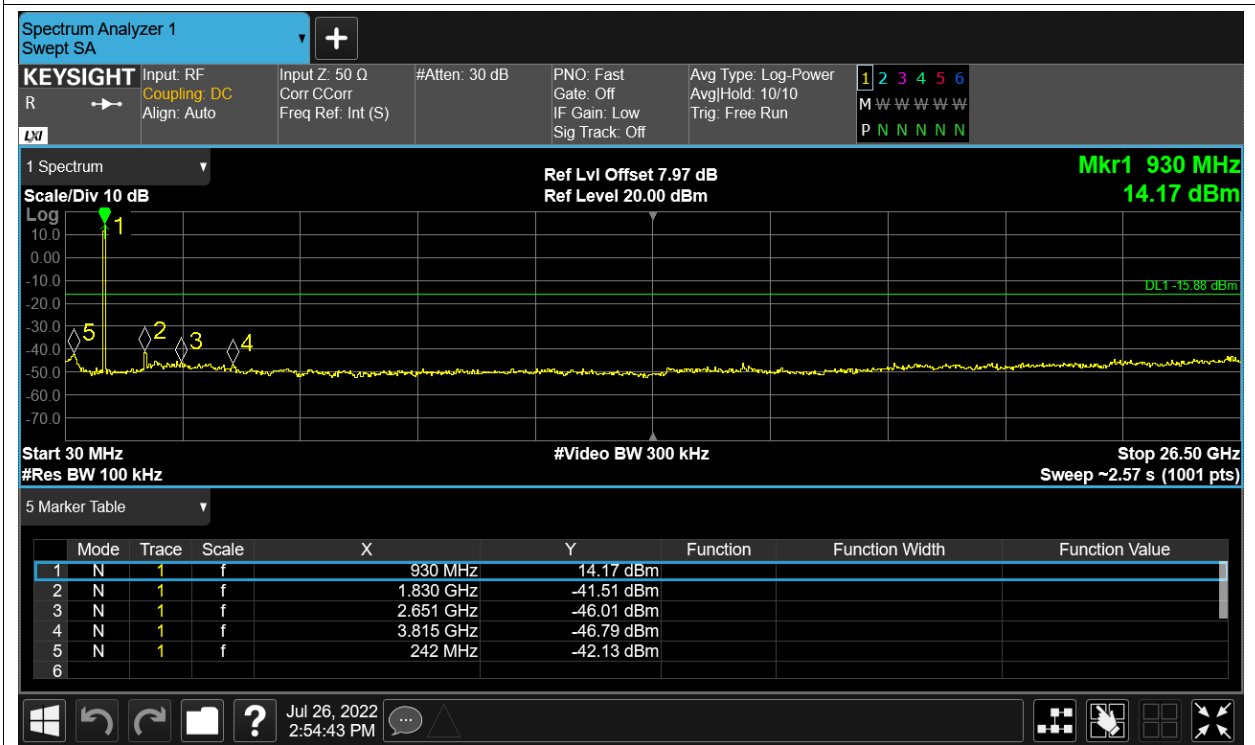 Spectrum Analyzer 1
Swept SA
KEYSIGHT Input: RF Input Z: 50 Ω #Atten: 30 dB PNO: Fast Avg Type: Log-Power 1 2 3 4 5 6
R Coupling: DC Corr CCorr Gate: Off Avg|Hold: 10/10 M W W W W W
Align: Auto Freq Ref: Int (S) IF Gain: Low Trig: Free Run
LXI Sig Track: Off P N N N N N
1 Spectrum Ref Lvl Offset 7.97 dB Mkr1 930 MHz
Scale/Div 10 dB Ref Level 20.00 dBm 14.17 dBm
Log
1
10.0
0.00
-10.0
DL1 -15.88 dBm
-20.0
-30.0
5 2 3 4
-40.0
-50.0
-60.0
-70.0
Start 30 MHz #Video BW 300 kHz Stop 26.50 GHz
#Res BW 100 kHz Sweep ~2.57 s (1001 pts)
5 Marker Table
Mode Trace Scale X Y Function Function Width Function Value
1 N 1 f 930 MHz 14.17 dBm
2 N 1 f 1.830 GHz -41.51 dBm
3 N 1 f 2.651 GHz -46.01 dBm
4 N 1 f 3.815 GHz -46.79 dBm
5 N 1 f 242 MHz -42.13 dBm
6
? Jul 26, 2022
2:54:43 PM